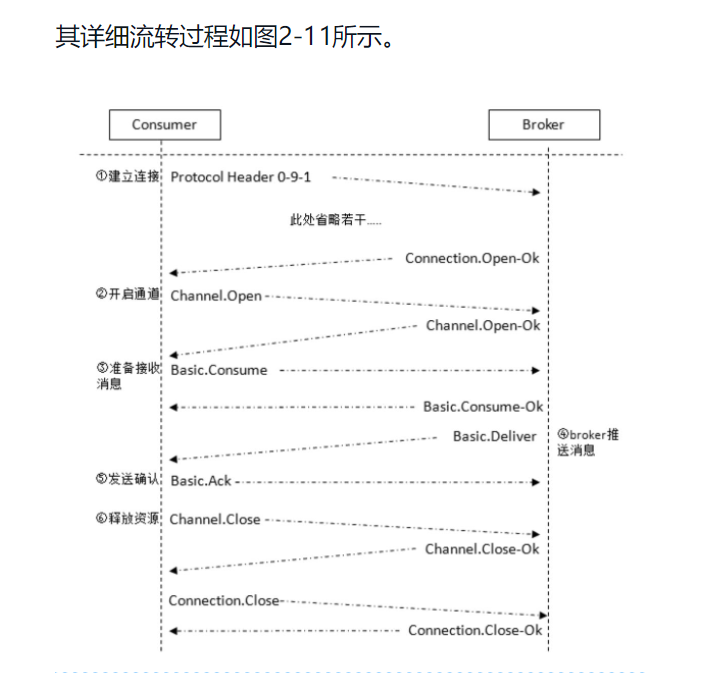 其详细流转过程如图2-11所示。
Consumer
Broker
①建立连接
Protocol Header 0-9-1
此处省略若干……
Connection.Open-Ok
②开启通道
Channel.Open
Channel.Open-Ok
③准备接收
消息
Basic.Consume
Basic.Consume-Ok
Basic.Deliver
④broker推
送消息
⑤发送确认
Basic.Ack
⑥释放资源
Channel.Close
Channel.Close-Ok
Connection.Close
Connection.Close-Ok